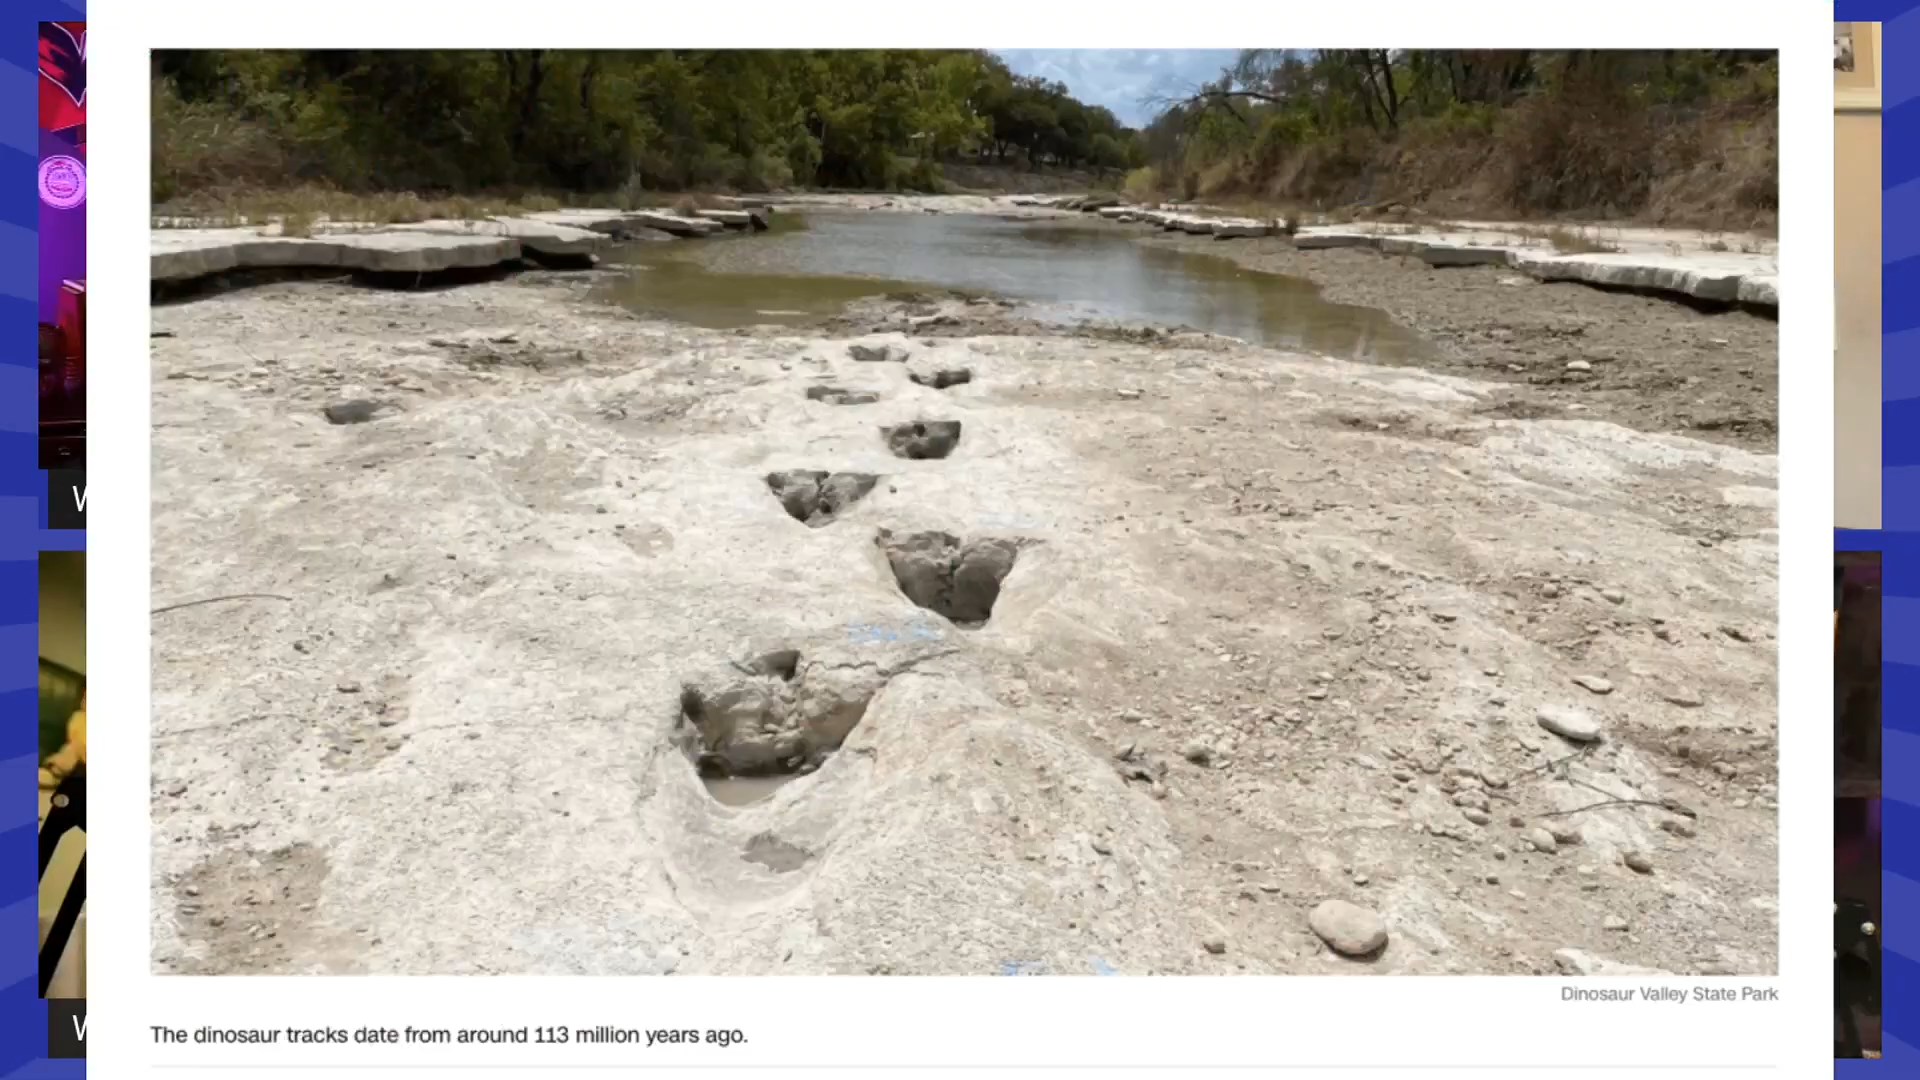 W
Dinosaur Valley State Park
The dinosaur tracks date from around 113 million years ago.
W